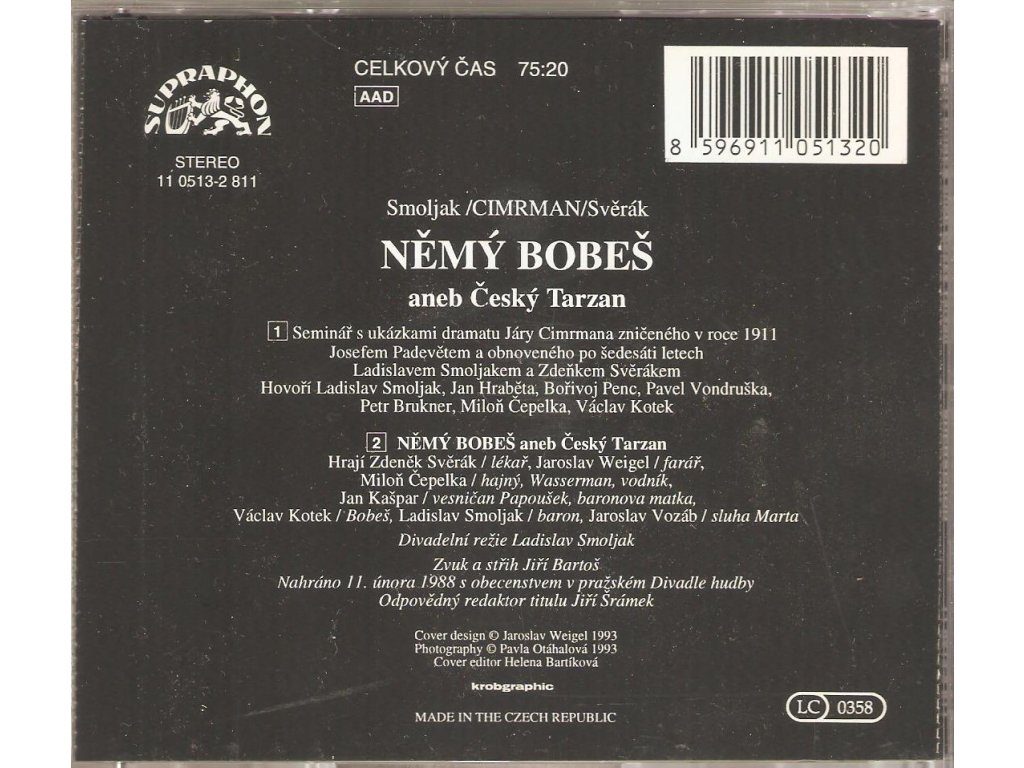 SUPRAPHON
STEREO
11 0513-2 811
CELKOVÝ ČAS 75:20
AAD
8 596911 051320
Smoljak /CIMRMAN/Svěrák
NĚMÝ BOBEŠ
aneb Český Tarzan
1 Seminář s ukázkami dramatu Járy Cimrmana zničeného v roce 1911
Josefem Padevětem a obnoveného po šedesáti letech
Ladislavem Smoljakem a Zdeňkem Svěrákem
Hovoří Ladislav Smoljak, Jan Hraběta, Bořivoj Penc, Pavel Vondruška,
Petr Brukner, Miloň Čepelka, Václav Kotek
2 NĚMÝ BOBEŠ aneb Český Tarzan
Hrají Zdeněk Svěrák / lékař, Jaroslav Weigel / farář,
Miloň Čepelka / hajný, Wasserman, vodník,
Jan Kašpar / vesničan Papoušek, baronova matka,
Václav Kotek / Bobeš, Ladislav Smoljak / baron, Jaroslav Vozáb / sluha Marta
Divadelní režie Ladislav Smoljak
Zvuk a střih Jiří Bartoš
Nahráno 11. února 1988 s obecenstvem v pražském Divadle hudby
Odpovědný redaktor titulu Jiří Šrámek
Cover design © Jaroslav Weigel 1993
Photography © Pavla Otáhalová 1993
Cover editor Helena Bartíková
krobgraphic
MADE IN THE CZECH REPUBLIC
LC 0358